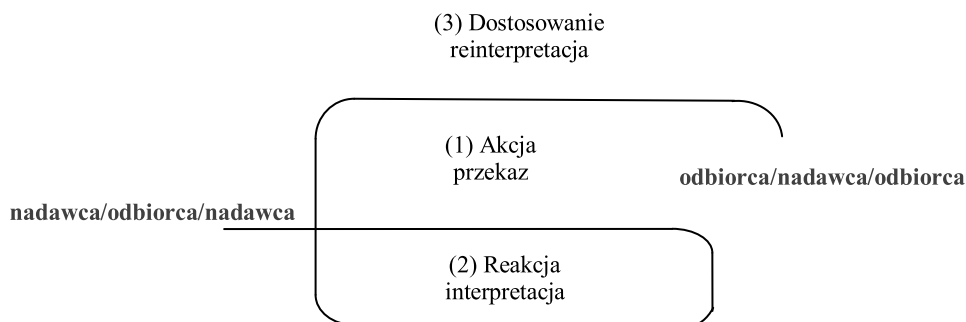 (3) Dostosowanie
reinterpretacja
(1) Akcja
przekaz
odbiorca/nadawca/odbiorca
nadawca/odbiorca/nadawca
(2) Reakcja
interpretacja